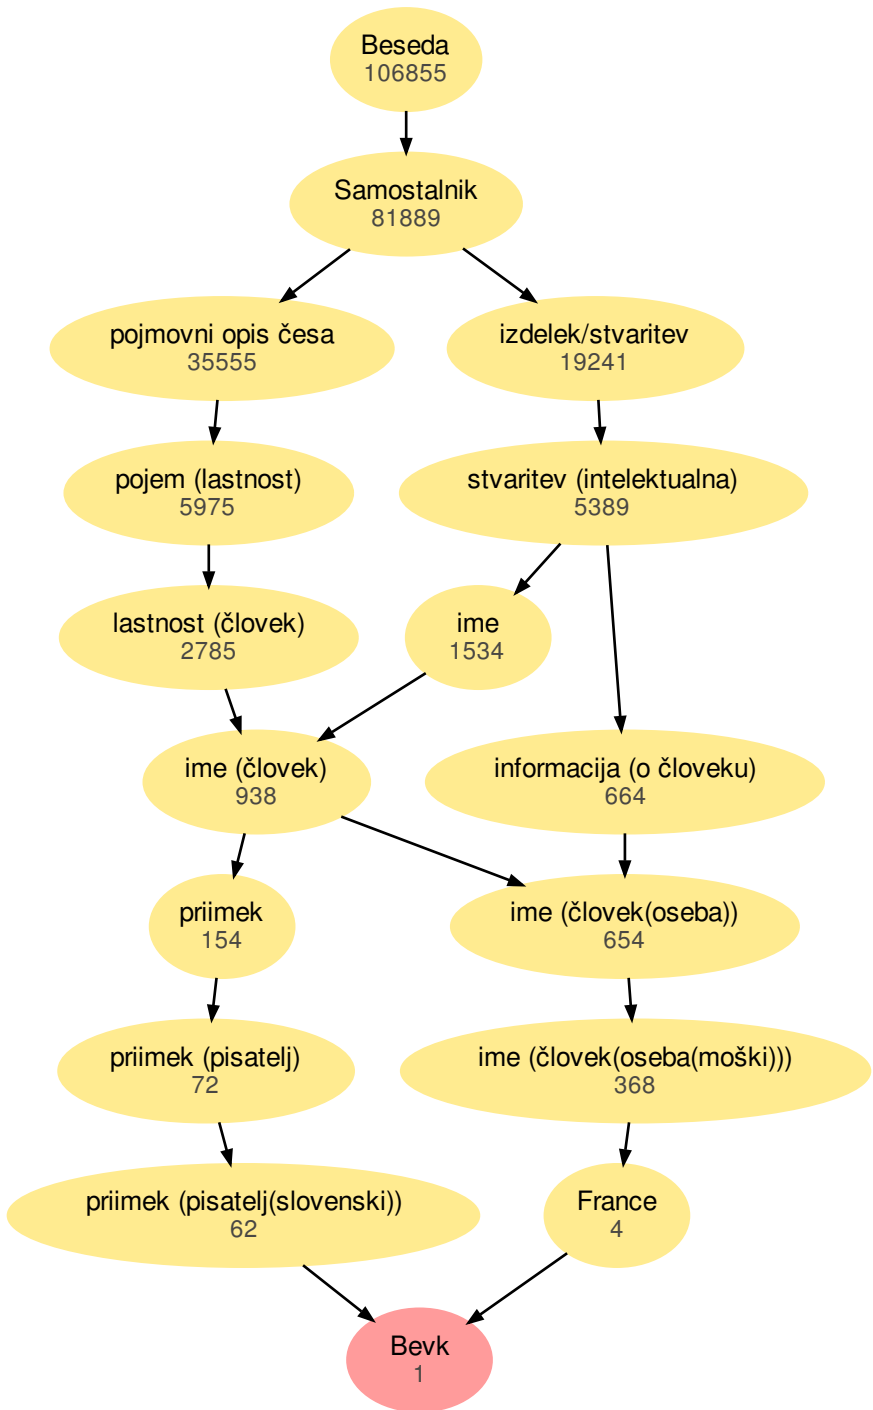 Beseda
106855
Samostalnik
81889
pojmovni opis česa
35555
izdelek/stvaritev
19241
pojem (lastnost)
5975
stvaritev (intelektualna)
5389
lastnost (človek)
2785
ime
1534
ime (človek)
938
informacija (o človeku)
664
priimek
154
ime (človek(oseba))
654
priimek (pisatelj)
72
ime (človek(oseba(moški)))
368
priimek (pisatelj(slovenski))
62
France
4
Bevk
1